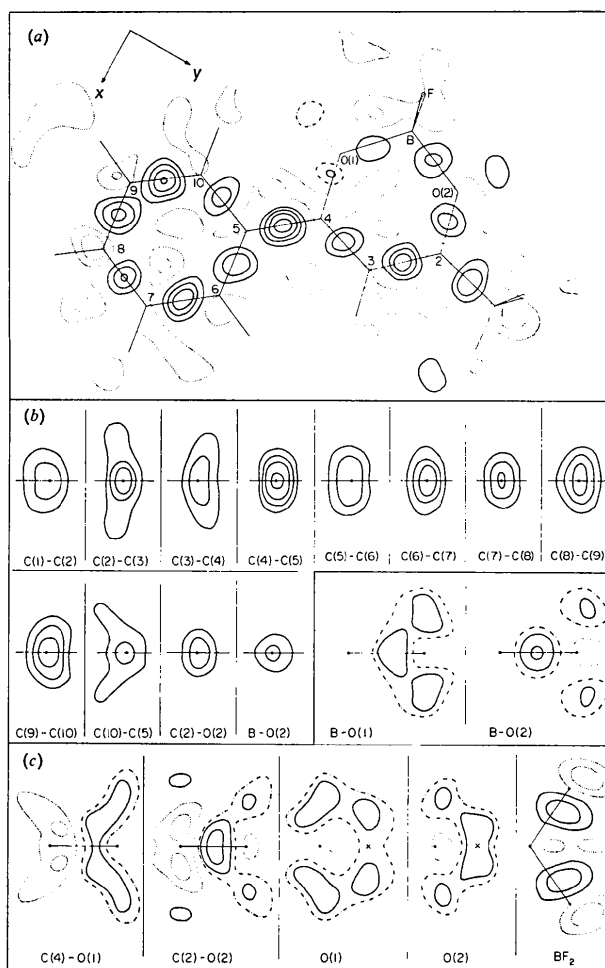 (a)
x
y
F
B
O(1)
O(2)
9
10
4
8
5
3
2
1
7
6
(b)
C(1)-C(2) C(2)-C(3) C(3)-C(4) C(4)-C(5) C(5)-C(6) C(6)-C(7) C(7)-C(8) C(8)-C(9)
C(9)-C(10) C(10)-C(5) C(2)-O(2) B-O(2) B-O(1) B-O(2)
(c)
C(4)-O(1) C(2)-O(2) O(1) O(2) BF2